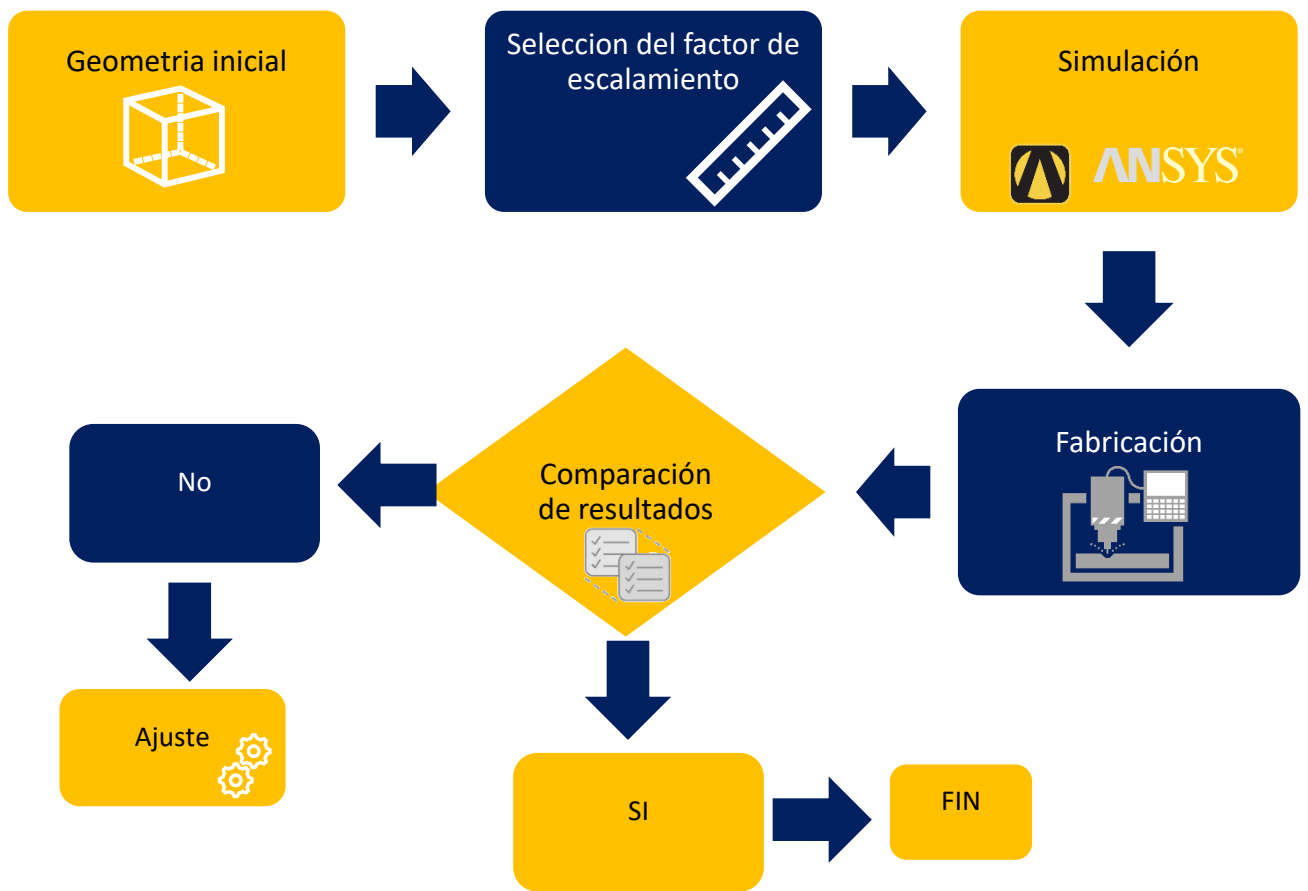 Geometria inicial
Seleccion del factor de
escalamiento
Simulación
ANSYS®
Fabricación
Comparación
de resultados
No
Ajuste
SI
FIN